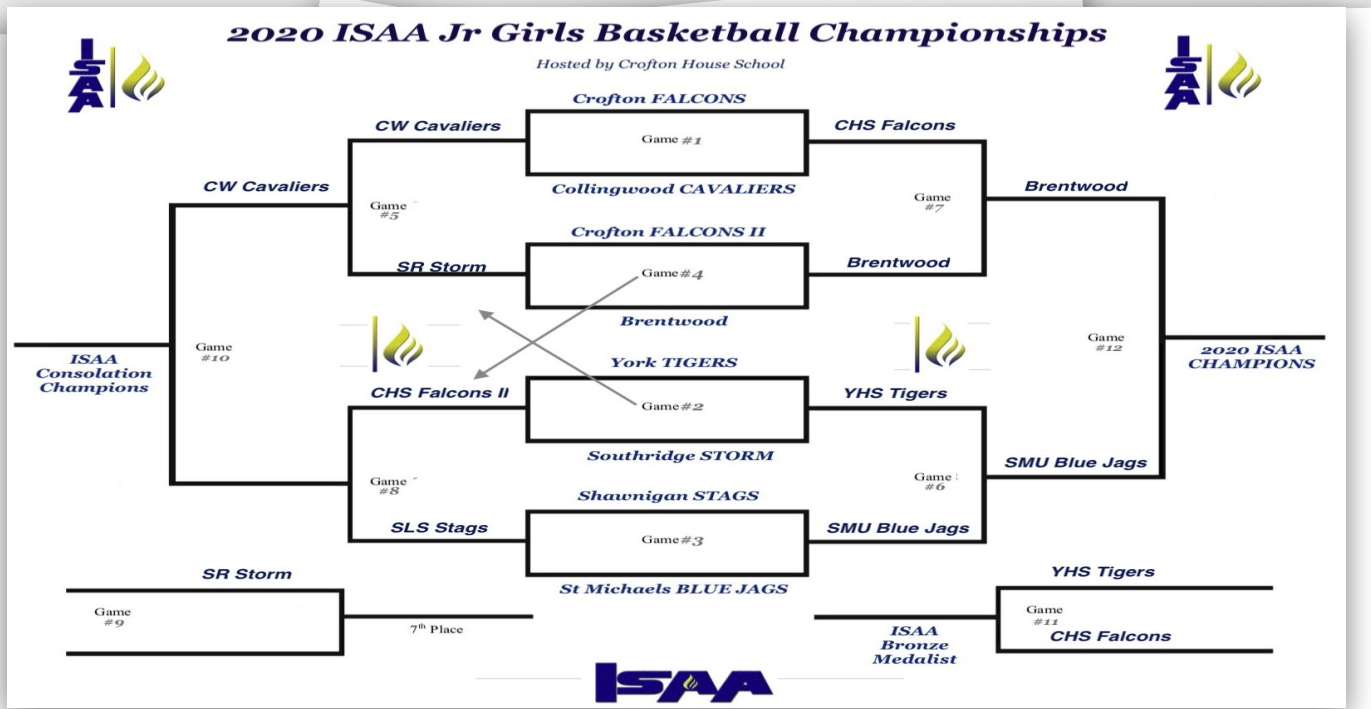 2020 ISAA Jr Girls Basketball Championships
Hosted by Crofton House School
ISAA
ISAA
Crofton FALCONS
CW Cavaliers
Game #1
CHS Falcons
Collingwood CAVALIERS
CW Cavaliers
Game
#5
Game
#7
Brentwood
Crofton FALCONS II
SR Storm
Game #4
Brentwood
Brentwood
Game
#10
ISAA
Consolation
Champions
Game
#12
2020 ISAA
CHAMPIONS
York TIGERS
CHS Falcons II
Game #2
YHS Tigers
Southridge STORM
Game
#8
Game
#6
SMU Blue Jags
Shawnigan STAGS
SLS Stags
Game #3
SMU Blue Jags
St Michaels BLUE JAGS
SR Storm
Game
#9
7th Place
YHS Tigers
Game
#11
CHS Falcons
ISAA
Bronze
Medalist
ISAA